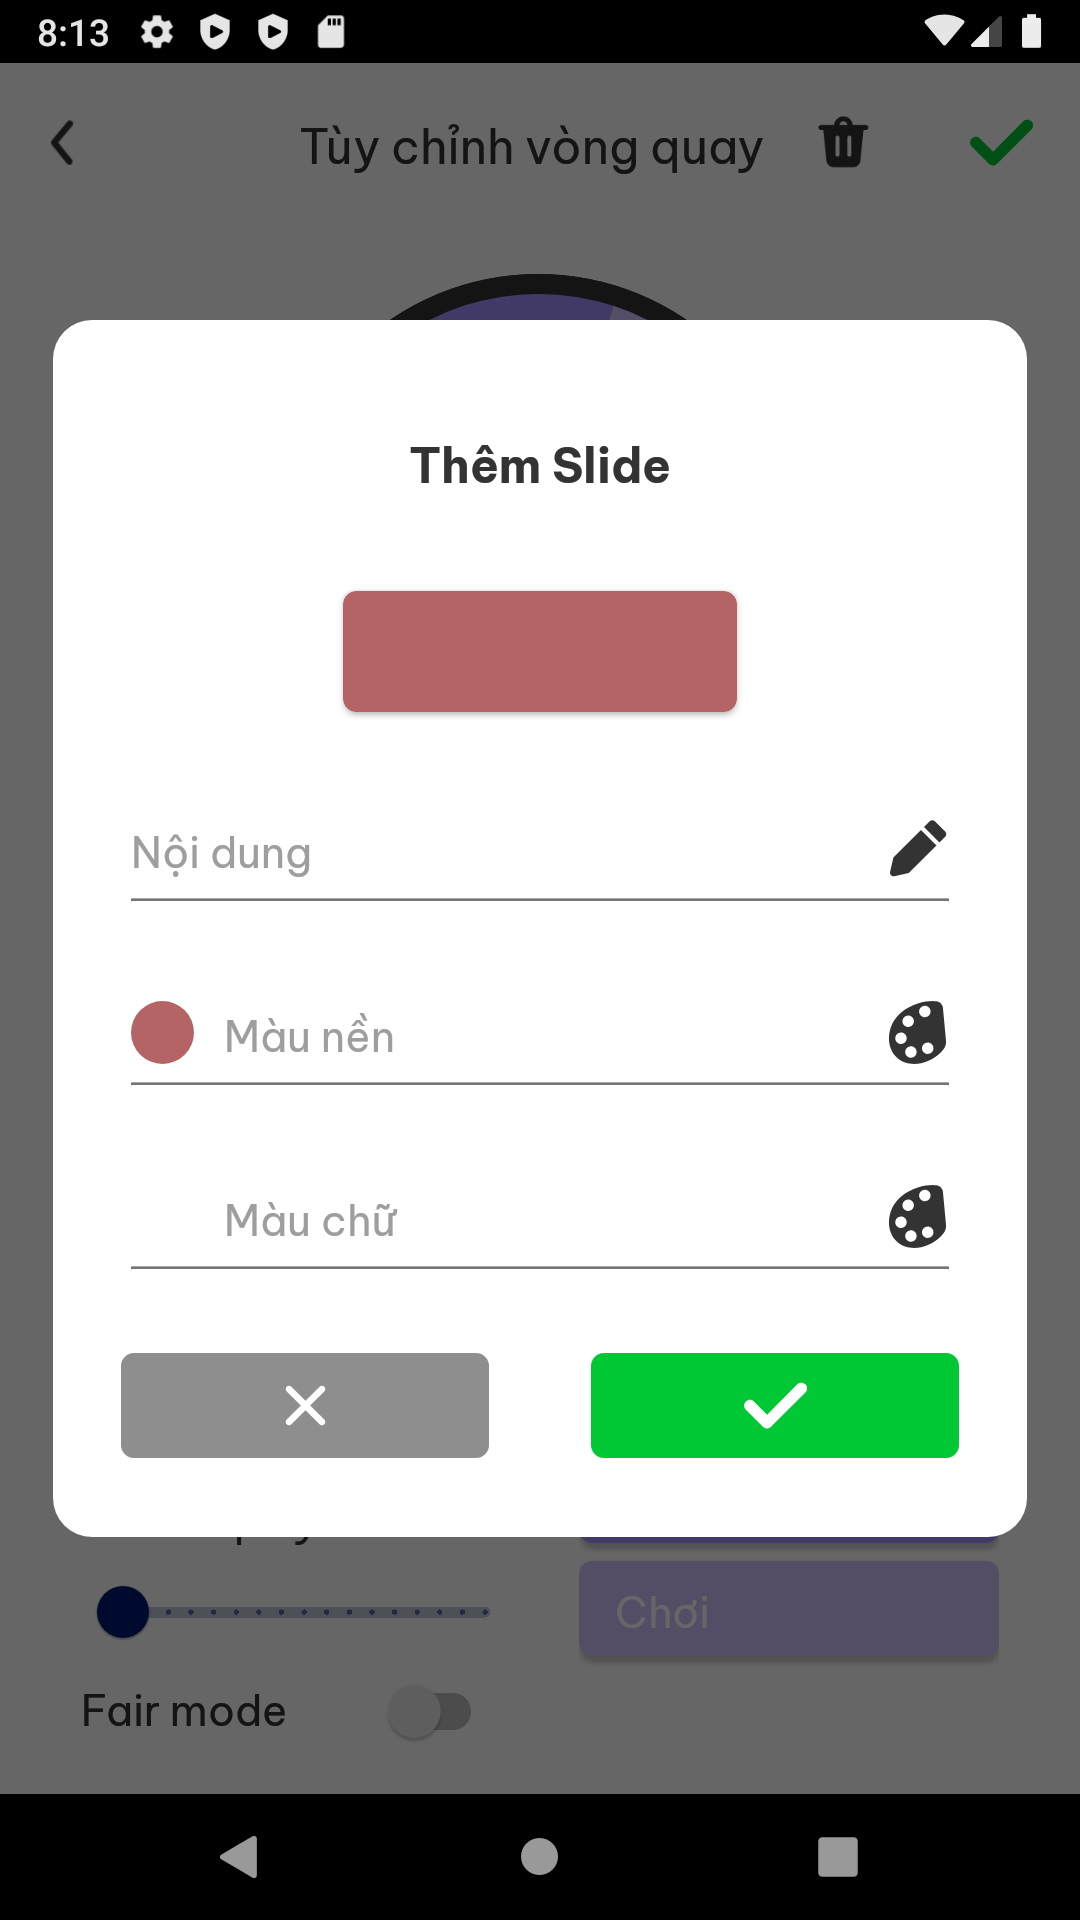 8:13
Tùy chỉnh vòng quay
Thêm Slide
Nội dung
Màu nền
Màu chữ
Chơi
Fair mode